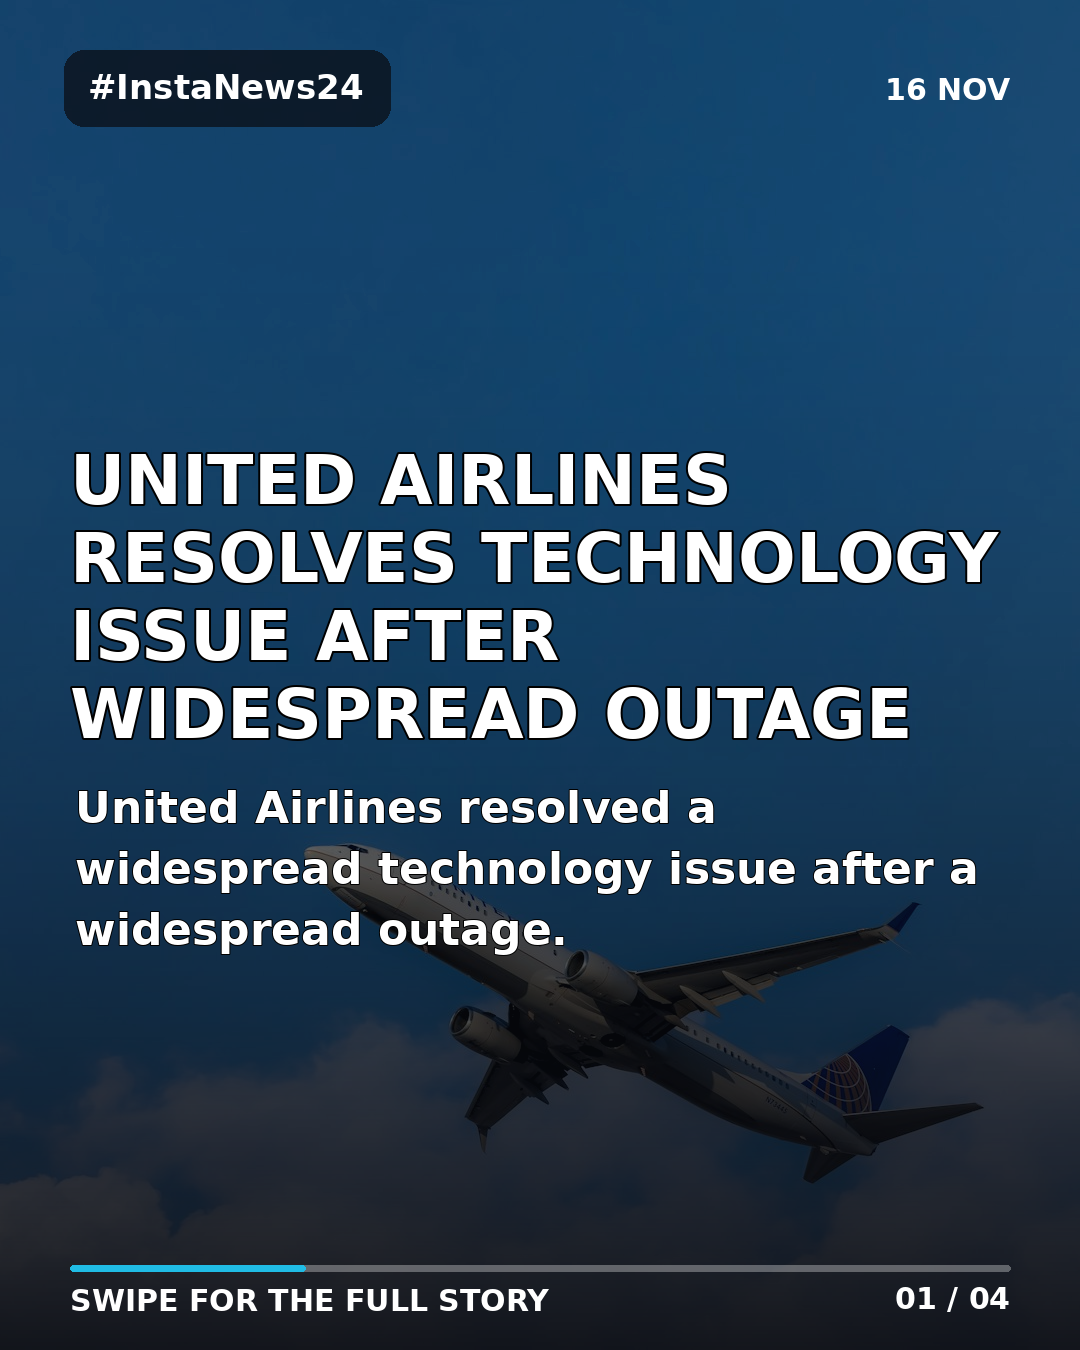 #InstaNews24
16 NOV
UNITED AIRLINES
RESOLVES TECHNOLOGY
ISSUE AFTER
WIDESPREAD OUTAGE
United Airlines resolved a
widespread technology issue after a
widespread outage.
SWIPE FOR THE FULL STORY
01 / 04